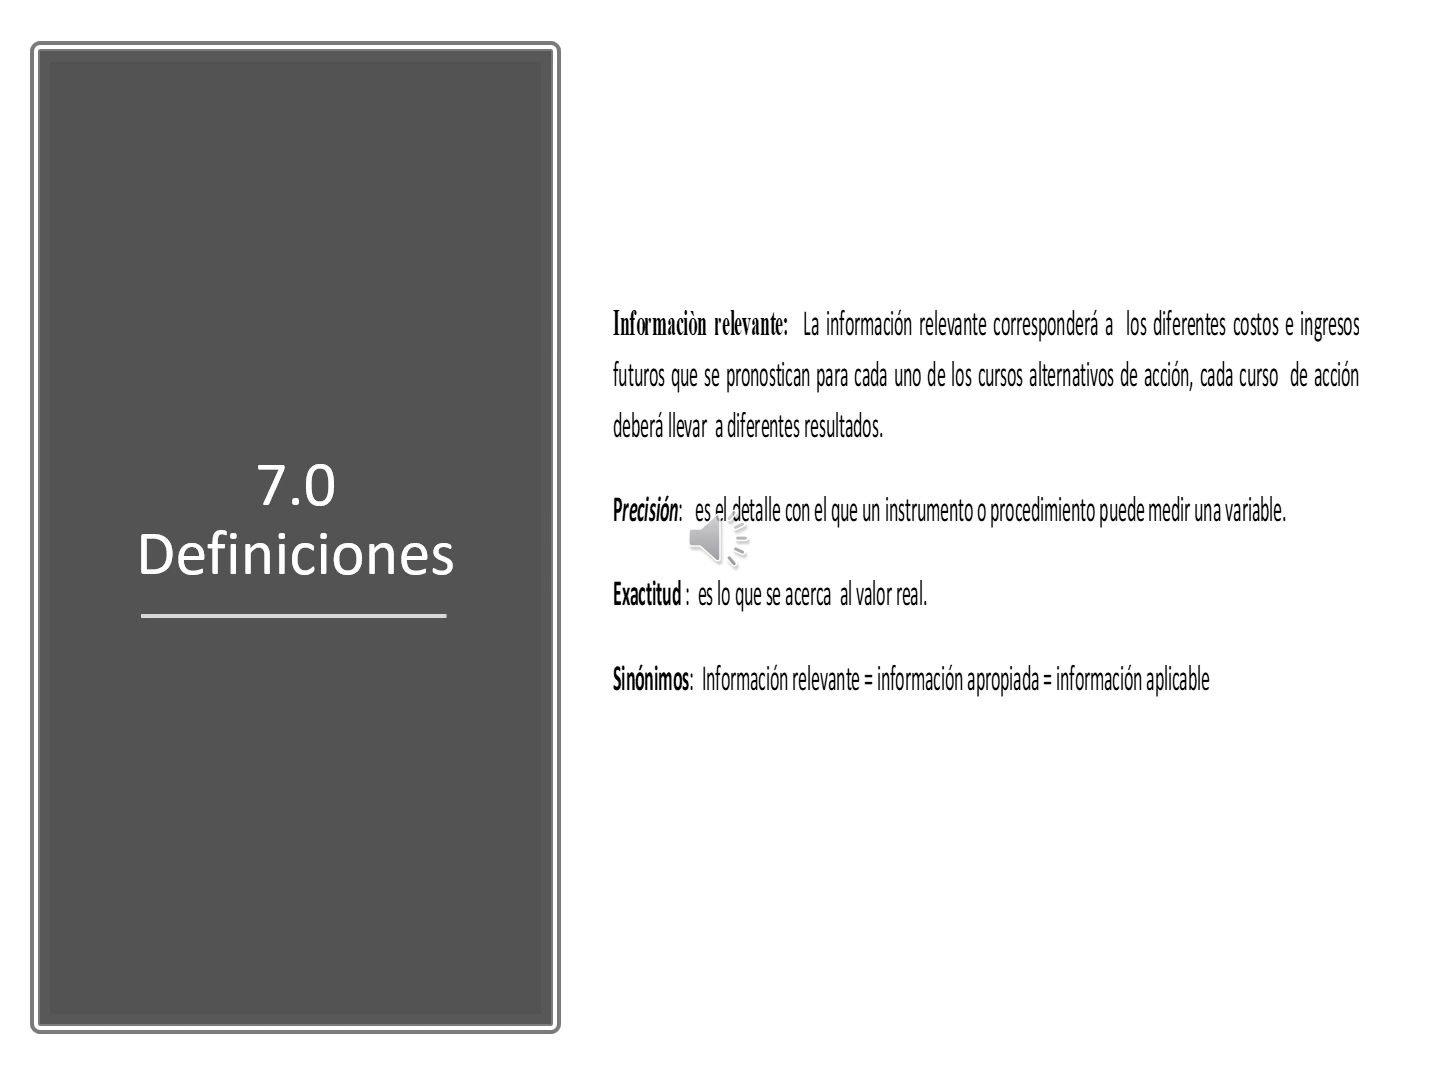 7.0
Definiciones
Informaciòn relevante: La información relevante corresponderá a los diferentes costos e ingresos
futuros que se pronostican para cada uno de los cursos alternativos de acción, cada curso de acción
deberá llevar a diferentes resultados.
Precisión: es el detalle con el que un instrumento o procedimiento puede medir una variable.
Exactitud : es lo que se acerca al valor real.
Sinónimos: Información relevante = información apropiada = información aplicable